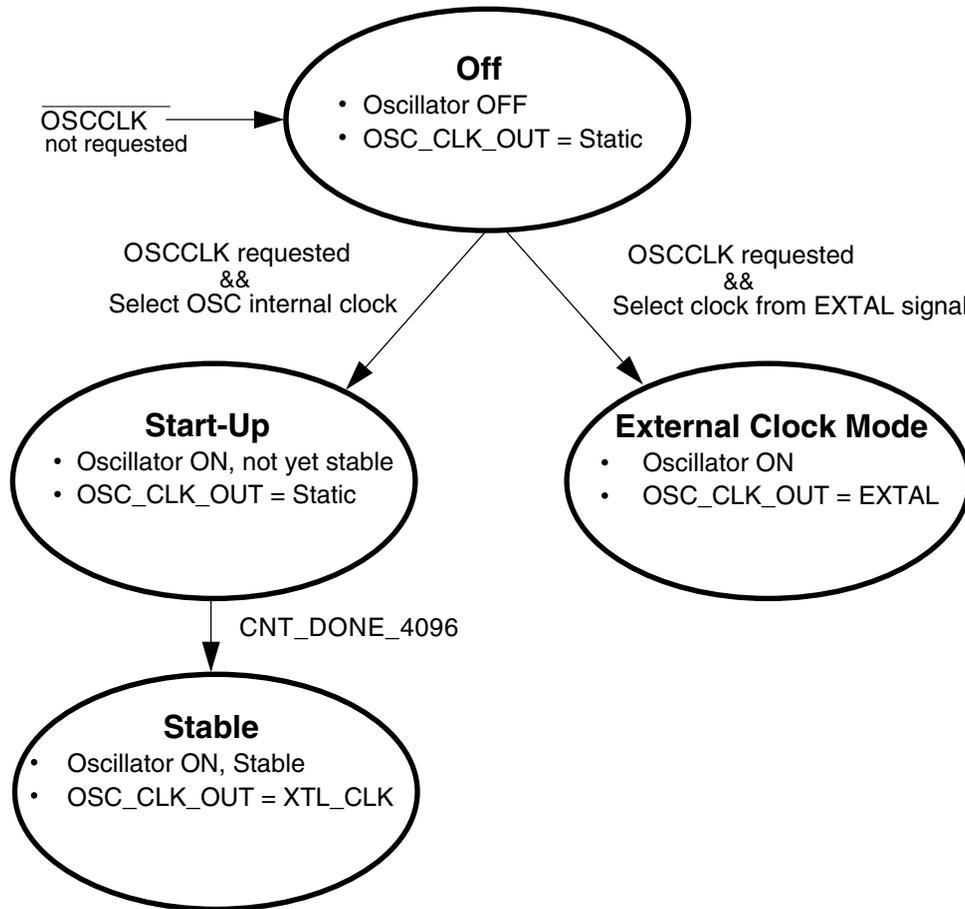 Off
• Oscillator OFF
• OSC_CLK_OUT = Static
OSCCLK
not requested
OSCCLK requested
&&
Select OSC internal clock
OSCCLK requested
&&
Select clock from EXTAL signal
Start-Up
• Oscillator ON, not yet stable
• OSC_CLK_OUT = Static
External Clock Mode
• Oscillator ON
• OSC_CLK_OUT = EXTAL
CNT_DONE_4096
Stable
• Oscillator ON, Stable
• OSC_CLK_OUT = XTL_CLK